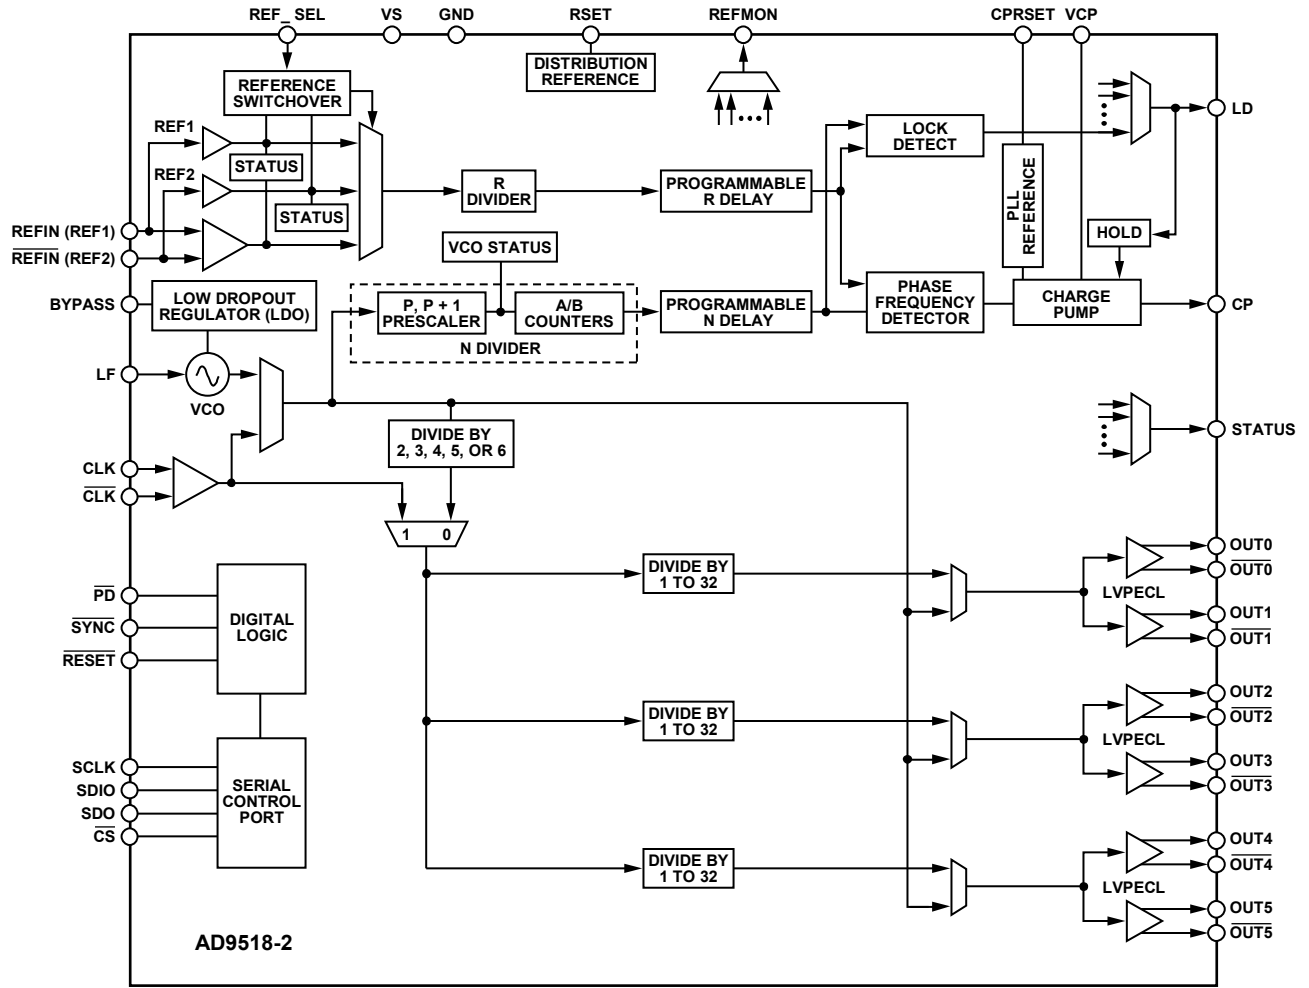 REF_ SEL VS GND RSET REFMON CPRSET VCP
DISTRIBUTION
REFERENCE
REFERENCE
SWITCHOVER
REF1
STATUS
REF2
STATUS
REFIN (REF1)
REFIN (REF2)
BYPASS
LF
LOW DROPOUT
REGULATOR (LDO)
VCO
R
DIVIDER
PROGRAMMABLE
R DELAY
LOCK
DETECT
PLL
REFERENCE
LD
HOLD
VCO STATUS
P, P + 1
PRESCALER
A/B
COUNTERS
N DIVIDER
PROGRAMMABLE
N DELAY
PHASE
FREQUENCY
DETECTOR
CHARGE
PUMP
CP
STATUS
DIVIDE BY
2, 3, 4, 5, OR 6
CLK
CLK
1 0
PD
SYNC
RESET
DIGITAL
LOGIC
SCLK
SDIO
SDO
CS
SERIAL
CONTROL
PORT
DIVIDE BY
1 TO 32
LVPECL
OUT0
OUT0
OUT1
OUT1
DIVIDE BY
1 TO 32
LVPECL
OUT2
OUT2
OUT3
OUT3
DIVIDE BY
1 TO 32
LVPECL
OUT4
OUT4
OUT5
OUT5
AD9518-2